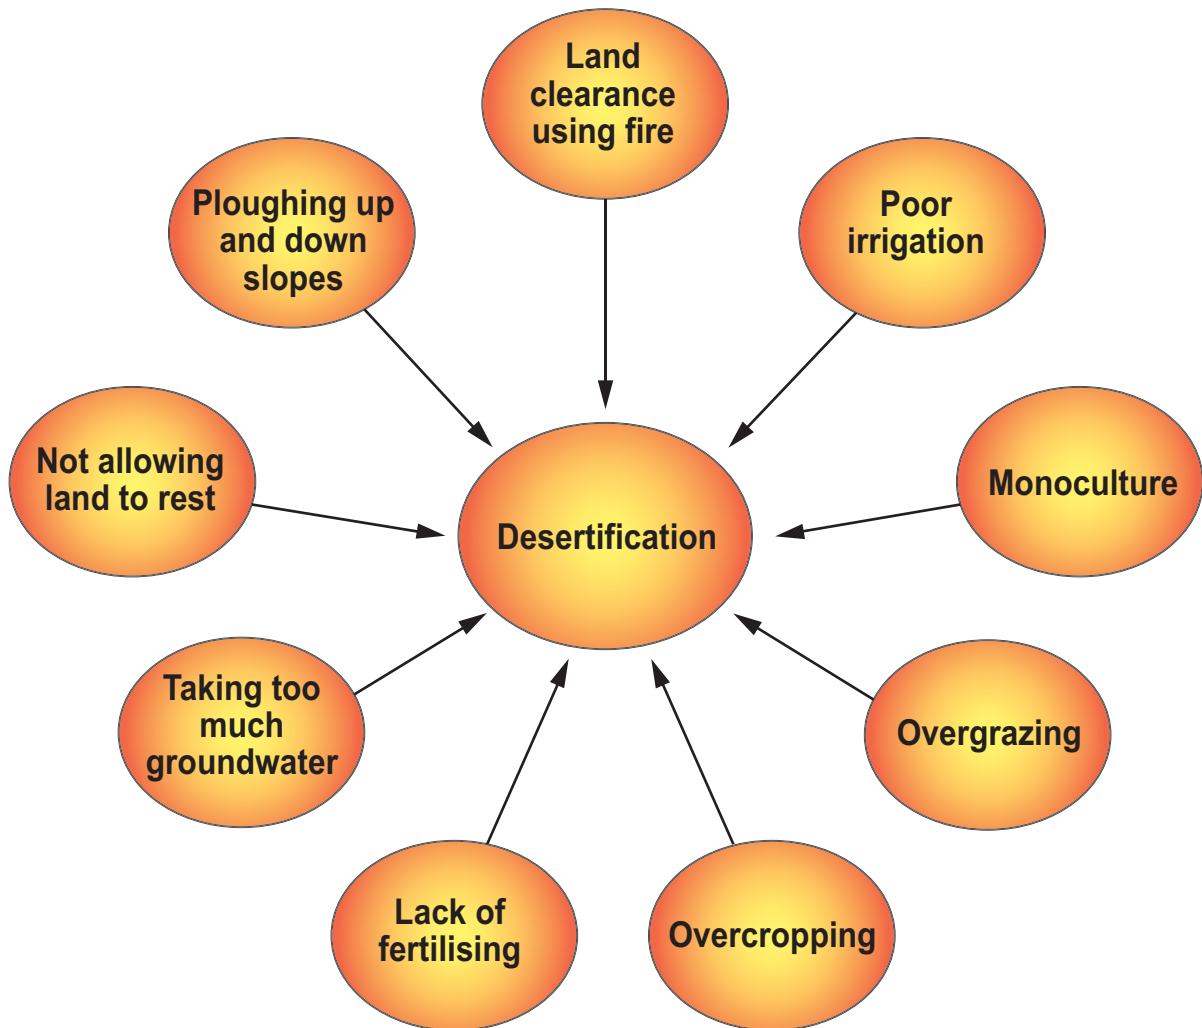 Land
clearance
using fire
Ploughing up
and down
slopes
Poor
irrigation
Not allowing
land to rest
Monoculture
Desertification
Taking too
much
groundwater
Overgrazing
Lack of
fertilising
Overcropping